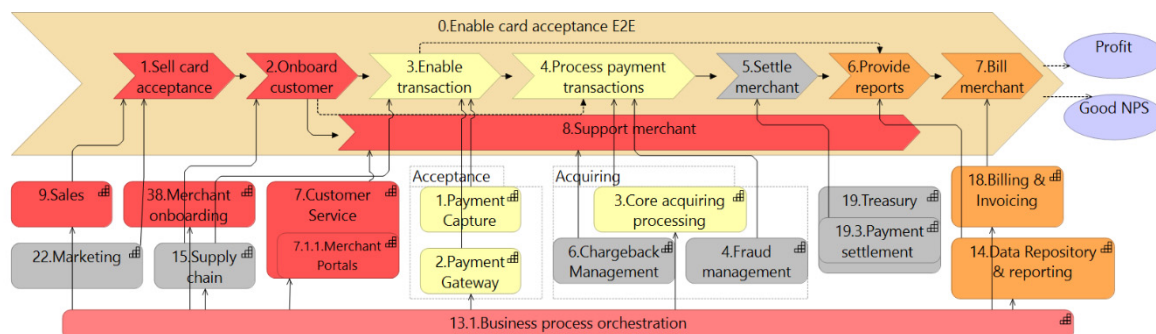 0.Enable card acceptance E2E
1.Sell card
acceptance
2.Onboard
customer
3.Enable
transaction
4.Process payment
transactions
5.Settle
merchant
6.Provide
reports
7.Bill
merchant
Profit
Good NPS
8.Support merchant
9.Sales
38.Merchant
onboarding
7.Customer
Service
7.1.1.Merchant
Portals
22.Marketing
15.Supply
chain
Acceptance
1.Payment
Capture
2.Payment
Gateway
Acquiring
3.Core acquiring
processing
6.Chargeback
Management
4.Fraud
management
19.Treasury
19.3.Payment
settlement
18.Billing &
Invoicing
14.Data Repository
& reporting
13.1.Business process orchestration